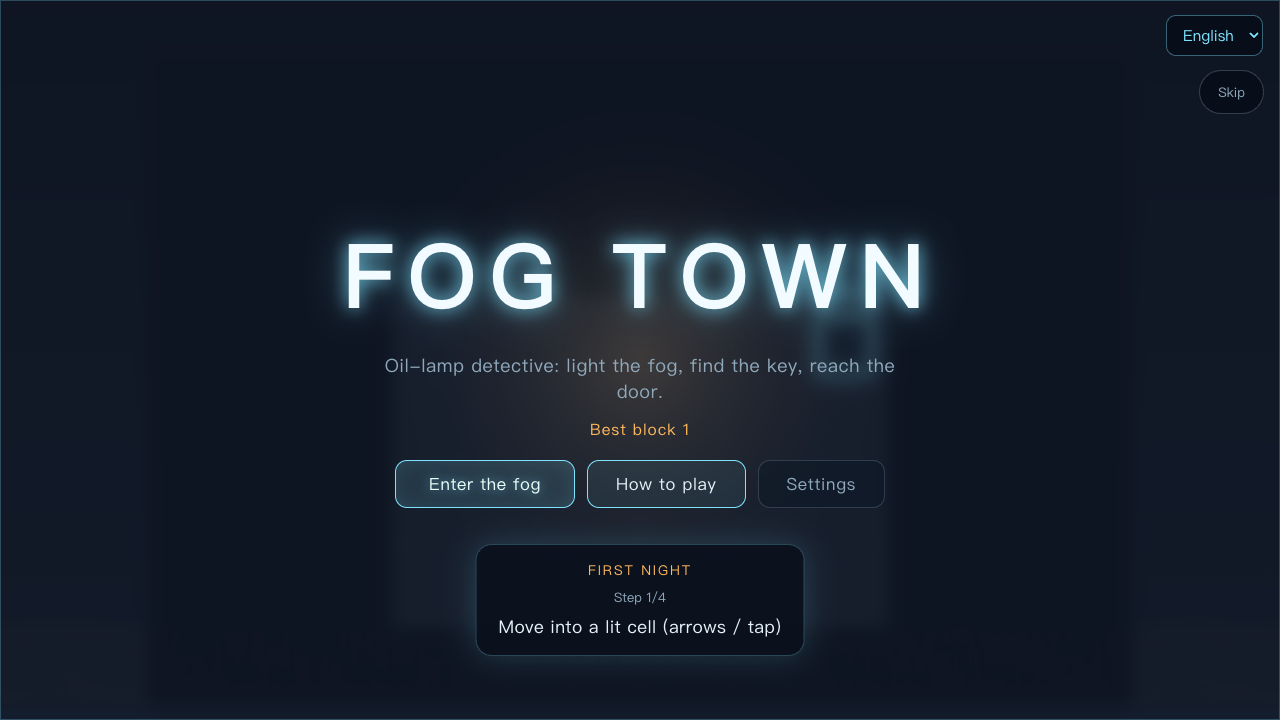 English
Skip
FOG TOWN
Oil-lamp detective: light the fog, find the key, reach the
door.
Best block 1
Enter the fog
How to play
Settings
FIRST NIGHT
Step 1/4
Move into a lit cell (arrows / tap)